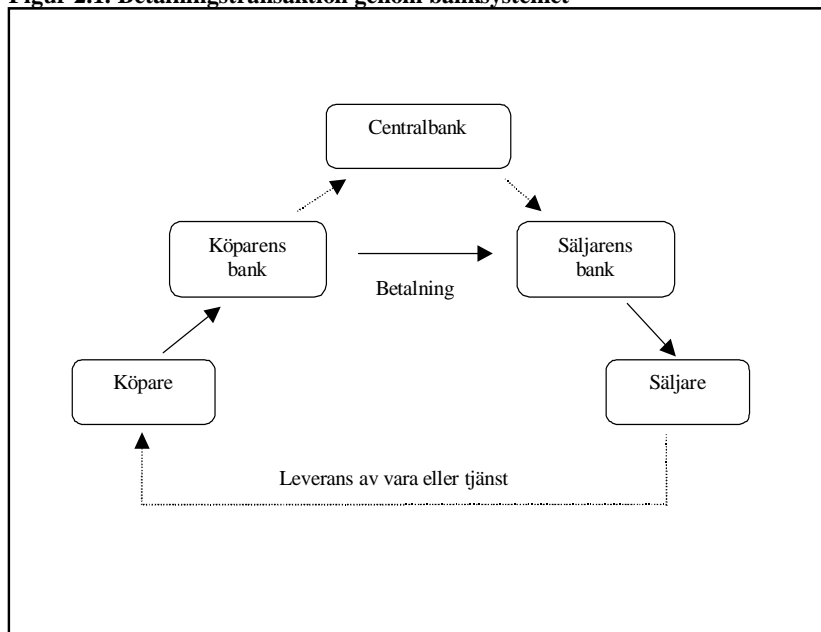 Figur 2.1. Betalningstransaktion genom banksystemet
Centralbank
Köparens
bank
Säljarens
bank
Betalning
Köpare
Säljare
Leverans av vara eller tjänst